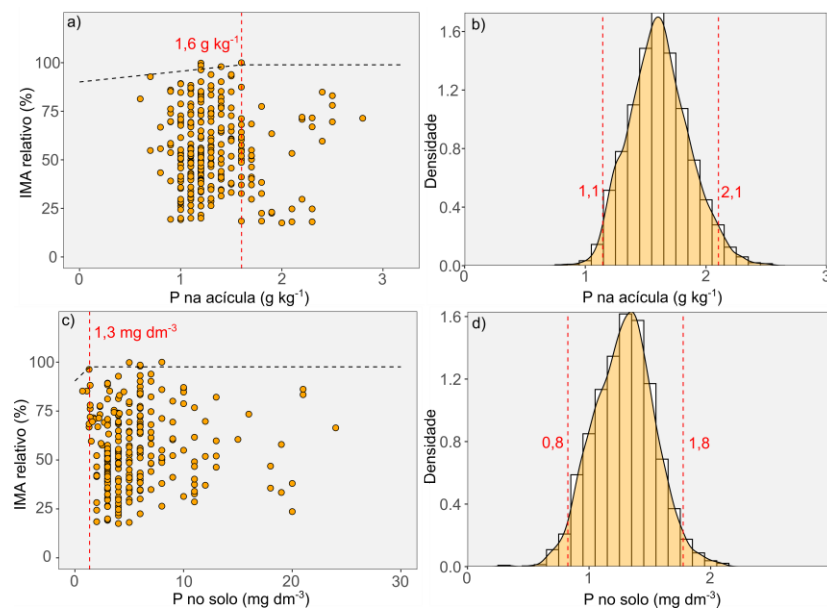 a)
1,6 g kg⁻¹
IMA relativo (%)
100
75
50
25
0
0 1 2 3
P na acícula (g kg⁻¹)
b)
Densidade
1.6
1.2
0.8
0.4
0.0
1,1
2,1
0 1 2 3
P na acícula (g kg⁻¹)
c)
1,3 mg dm⁻³
IMA relativo (%)
100
75
50
25
0
0 10 20 30
P no solo (mg dm⁻³)
d)
Densidade
1.6
1.2
0.8
0.4
0.0
0,8
1,8
0 1 2
P no solo (mg dm⁻³)